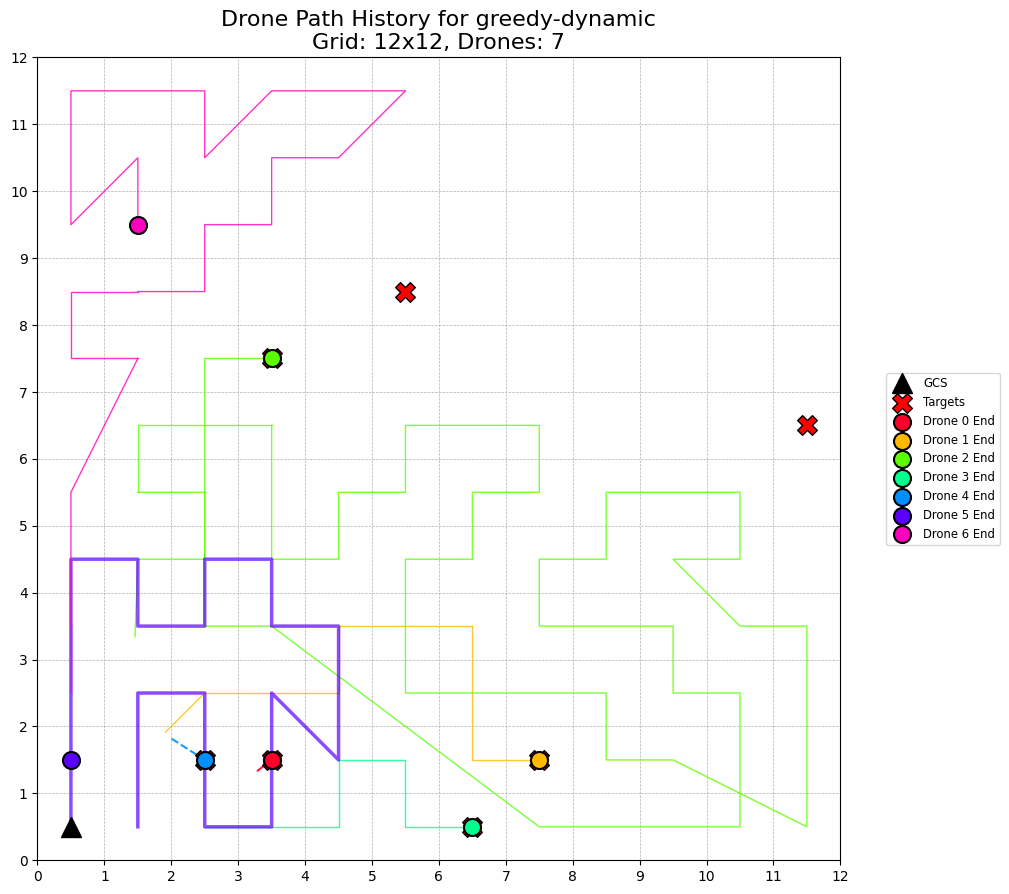 Drone Path History for greedy-dynamic
Grid: 12x12, Drones: 7
12
11
10
9
8
7
6
5
4
3
2
1
0
0 1 2 3 4 5 6 7 8 9 10 11 12
GCS
Targets
Drone 0 End
Drone 1 End
Drone 2 End
Drone 3 End
Drone 4 End
Drone 5 End
Drone 6 End